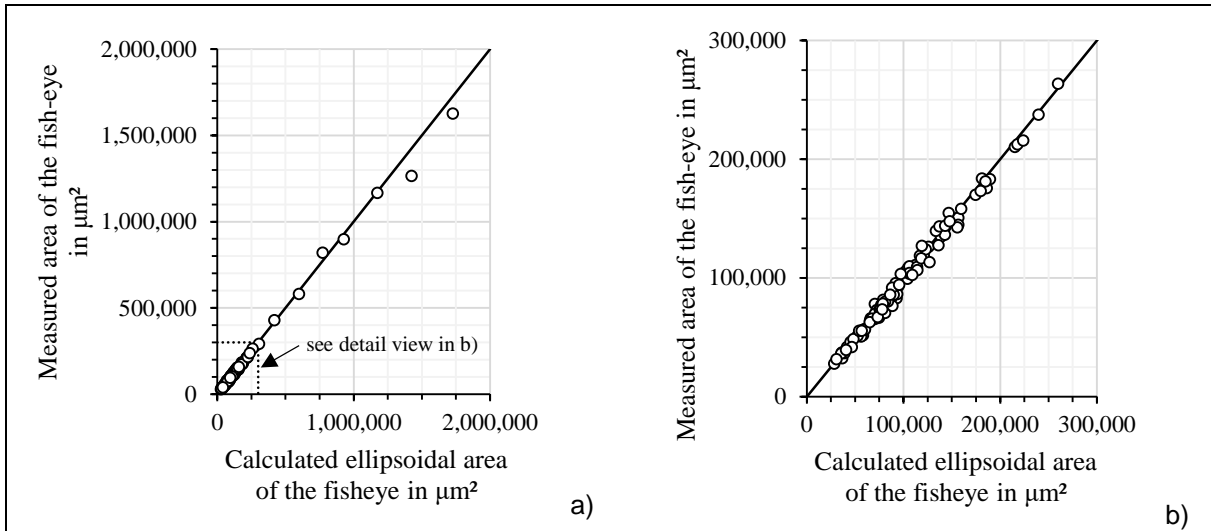 Measured area of the fish-eye
in µm²
2,000,000
1,500,000
1,000,000
500,000
0
see detail view in b)
0
1,000,000
2,000,000
Calculated ellipsoidal area
of the fisheye in µm²
a)
Measured area of the fish-eye in µm²
300,000
200,000
100,000
0
0
100,000
200,000
300,000
Calculated ellipsoidal area
of the fisheye in µm²
b)